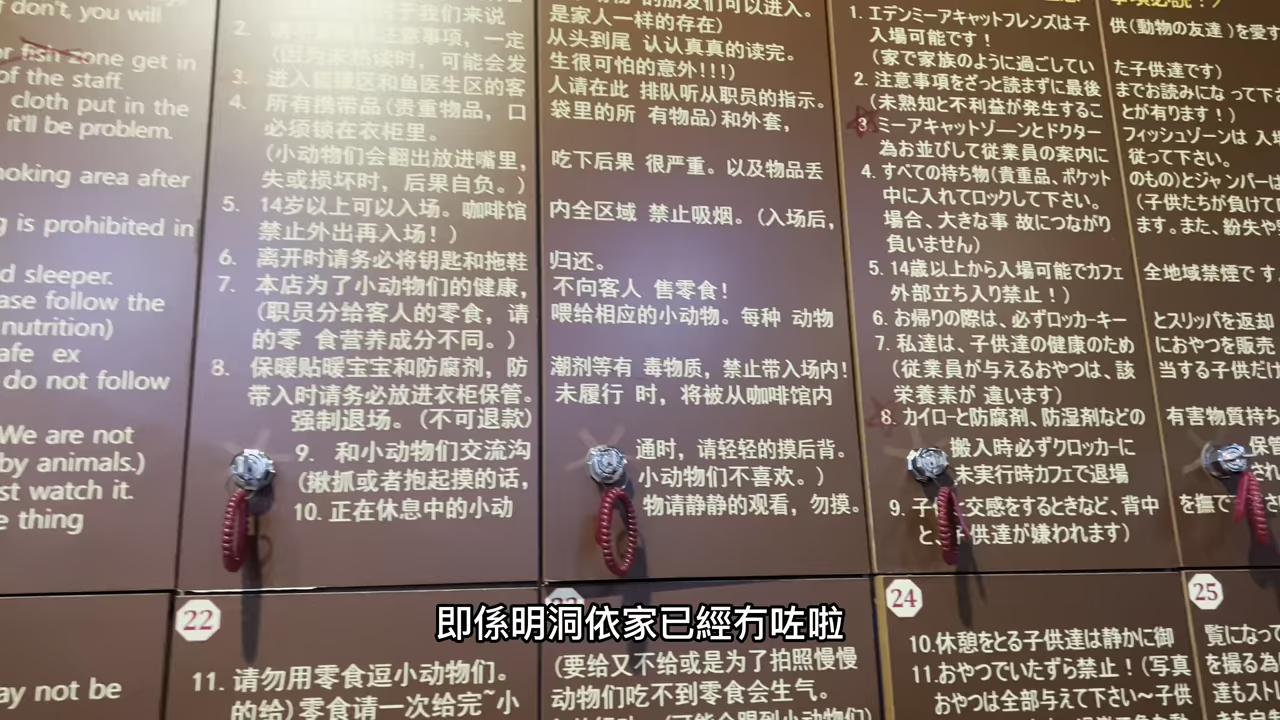 don't, you will
or fish zone get in
of the staff.
cloth put in the
it'll be problem.
moking area after
g is prohibited in
d sleeper.
ase follow the
nutrition)
afe ex
do not follow
We are not
by animals.)
st watch it.
e thing
ay not be
2.
事项，一定
时，可能会发
3. 进入
区和鱼医生区的客
4. 所有携带品(贵重物品，口
必须锁在衣柜里。
(小动物们会翻出放进嘴里，
失或损坏时，后果自负。)
5. 14岁以上可以入场。咖啡馆
禁止外出再入场！)
6. 离开时请务必将钥匙和拖鞋
7. 本店为了小动物们的健康，
(职员分给客人的零食，请
的零 食营养成分不同。)
8. 保暖贴暖宝宝和防腐剂，防
带入时请务必放进衣柜保管。
强制退场。(不可退款)
9. 和小动物们交流沟
(揪抓或者抱起摸的话，
10. 正在休息中的小动
22
11. 请勿用零食逗小动物们。
的给)零食请一次给完~小
的朋友们可以进入。
是家人一样的存在)
从头到尾 认认真真的读完。
生很可怕的意外!!!)
人请在此 排队听从职员的指示。
袋里的所 有物品)和外套，
吃下后果 很严重。以及物品丢
内全区域 禁止吸烟。(入场后，
归还。
不向客人 售零食！
喂给相应的小动物。每种 动物
潮剂等有 毒物质，禁止带入场内!
未履行 时，将被从咖啡馆内
通时，请轻轻的摸后背。
小动物们不喜欢。)
物请静静的观看，勿摸。
(要给又不给或是为了拍照慢慢
动物们吃不到零食会生气。
1. エデンミーアキャットフレンズは子
入場可能です！
(家で家族のように過ごしてい
2. 注意事項をざっと読まずに最後
(未熟知と不利益が発生するこ
3. ミーアキャットゾーンとドクター
為お並びして従業員の案内に
4. すべての持ち物(貴重品、ポケット
中に入れてロックして下さい。
場合、大きな事 故につながり
負いません)
5. 14歳以上から入場可能でカフェ
外部立ち入り禁止！)
6. お帰りの際は、必ずロッカーキー
7. 私達は、子供達の健康のため
(従業員が与えるおやつは、該
栄養素が 違います)
8. カイローと防腐剤、防湿剤などの
搬入時必ずクロッカーに
末実行時カフェで退場
9. 子供と交感をするときなど、背中
と、子供達が嫌われます)
24
10.休憩をとる子供達は静かに御
11.おやつでいたずら禁止！(写真
おやつは全部与えて下さい～子供
供(動物の友達)を愛す
た子供達です)
までお読みになって下さ
とが有ります！)
フィッシュゾーンは 入場
従って下さい。
のもの)とジャンパーは
(子供たちが負けて
ます。また、紛失や
全地域禁煙で す
とスリッパを返却
におやつを販売
当する子供だけ
有害物質持ち
保管
され
を撫で
25
覧になって
を撮る為
達もスト
即係明洞依家已經冇咗啦